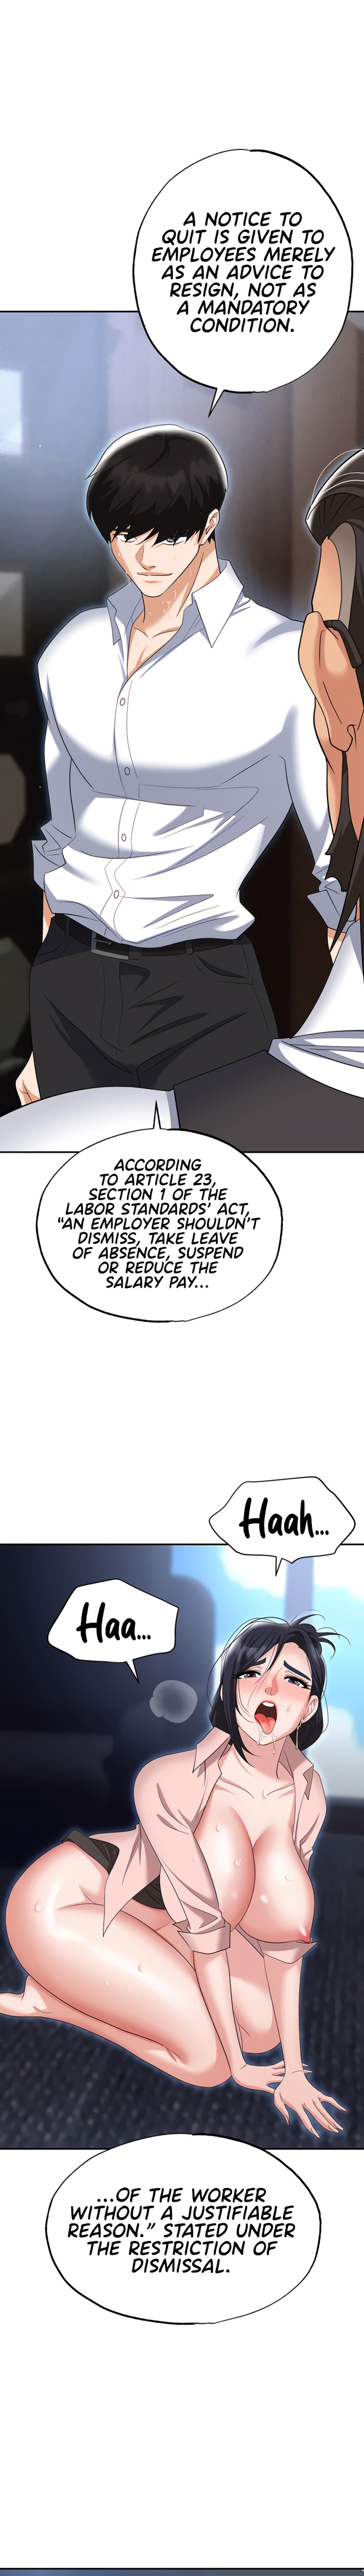 A NOTICE TO
QUIT IS GIVEN TO
EMPLOYEES MERELY
AS AN ADVICE TO
RESIGN, NOT AS
A MANDATORY
CONDITION.
ACCORDING
TO ARTICLE 23,
SECTION 1 OF THE
LABOR STANDARDS' ACT,
"AN EMPLOYER SHOULDN'T
DISMISS, TAKE LEAVE
OF ABSENCE, SUSPEND
OR REDUCE THE
SALARY PAY...
Haah...
Haa...
...OF THE WORKER
WITHOUT A JUSTIFIABLE
REASON." STATED UNDER
THE RESTRICTION OF
DISMISSAL.